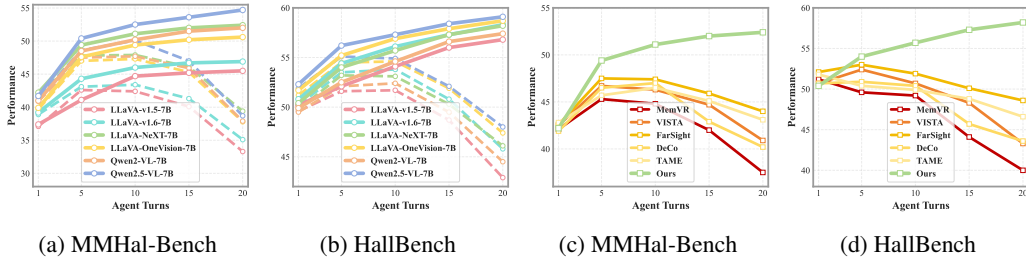 55
50
45
40
35
30
Performance
1
5
10
15
20
Agent Turns
LLaVA-v1.5-7B
LLaVA-v1.6-7B
LLaVA-NeXT-7B
LLaVA-OneVision-7B
Qwen2-VL-7B
Qwen2.5-VL-7B
(a) MMHal-Bench
60
55
50
45
Performance
1
5
10
15
20
Agent Turns
LLaVA-v1.5-7B
LLaVA-v1.6-7B
LLaVA-NeXT-7B
LLaVA-OneVision-7B
Qwen2-VL-7B
Qwen2.5-VL-7B
(b) HallBench
55
50
45
40
Performance
1
5
10
15
20
Agent Turns
MemVR
VISTA
FarSight
DeCo
TAME
Ours
(c) MMHal-Bench
60
55
50
45
40
Performance
1
5
10
15
20
Agent Turns
MemVR
VISTA
FarSight
DeCo
TAME
Ours
(d) HallBench